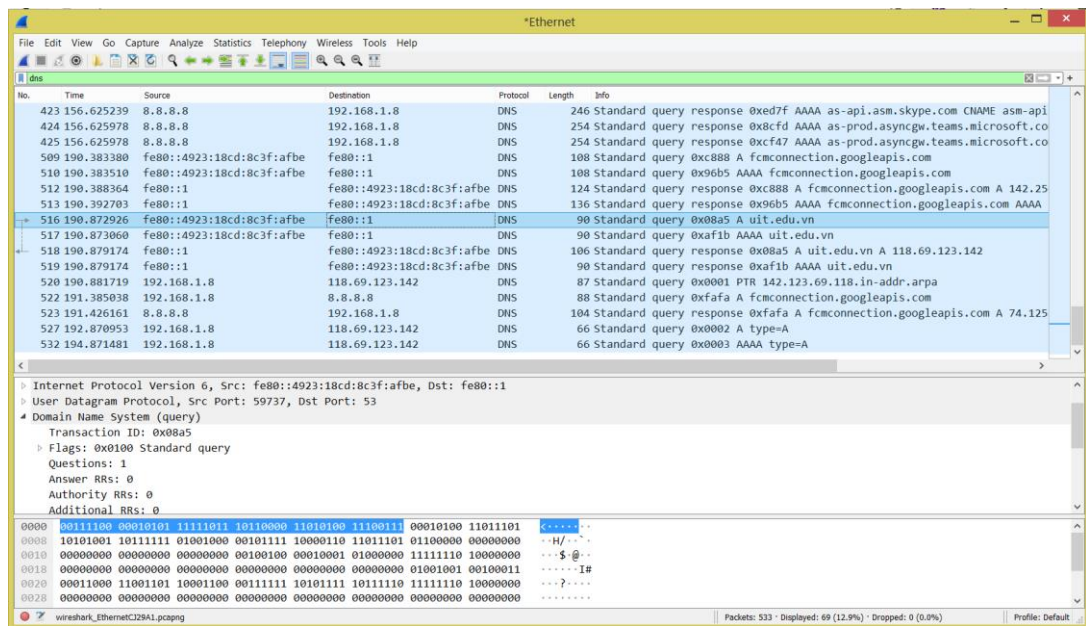 *Ethernet
File Edit View Go Capture Analyze Statistics Telephony Wireless Tools Help
dns
No. Time Source Destination Protocol Length Info
423 156.625239 8.8.8.8 192.168.1.8 DNS 246 Standard query response 0xed7f AAAA as-api.asm.skype.com CNAME asm-api
424 156.625978 8.8.8.8 192.168.1.8 DNS 254 Standard query response 0x8cfd AAAA as-prod.asyncgw.teams.microsoft.co
425 156.625978 8.8.8.8 192.168.1.8 DNS 254 Standard query response 0xcf47 AAAA as-prod.asyncgw.teams.microsoft.co
509 190.383380 fe80::4923:18cd:8c3f:afbe fe80::1 DNS 108 Standard query 0xc888 A fcmconnection.googleapis.com
510 190.383510 fe80::4923:18cd:8c3f:afbe fe80::1 DNS 108 Standard query 0x96b5 AAAA fcmconnection.googleapis.com
512 190.388364 fe80::1 fe80::4923:18cd:8c3f:afbe DNS 124 Standard query response 0xc888 A fcmconnection.googleapis.com A 142.25
513 190.392703 fe80::1 fe80::4923:18cd:8c3f:afbe DNS 136 Standard query response 0x96b5 AAAA fcmconnection.googleapis.com AAAA
516 190.872926 fe80::4923:18cd:8c3f:afbe fe80::1 DNS 90 Standard query 0x08a5 A uit.edu.vn
517 190.873060 fe80::4923:18cd:8c3f:afbe fe80::1 DNS 90 Standard query 0xaf1b AAAA uit.edu.vn
518 190.879174 fe80::1 fe80::4923:18cd:8c3f:afbe DNS 106 Standard query response 0x08a5 A uit.edu.vn A 118.69.123.142
519 190.879174 fe80::1 fe80::4923:18cd:8c3f:afbe DNS 90 Standard query response 0xaf1b AAAA uit.edu.vn
520 190.881719 192.168.1.8 118.69.123.142 DNS 87 Standard query 0x0001 PTR 142.123.69.118.in-addr.arpa
522 191.385038 192.168.1.8 8.8.8.8 DNS 88 Standard query 0xfafa A fcmconnection.googleapis.com
523 191.426161 8.8.8.8 192.168.1.8 DNS 104 Standard query response 0xfafa A fcmconnection.googleapis.com A 74.125
527 192.870953 192.168.1.8 118.69.123.142 DNS 66 Standard query 0x0002 A type=A
532 194.871481 192.168.1.8 118.69.123.142 DNS 66 Standard query 0x0003 AAAA type=A
Internet Protocol Version 6, Src: fe80::4923:18cd:8c3f:afbe, Dst: fe80::1
User Datagram Protocol, Src Port: 59737, Dst Port: 53
Domain Name System (query)
Transaction ID: 0x08a5
Flags: 0x0100 Standard query
Questions: 1
Answer RRs: 0
Authority RRs: 0
Additional RRs: 0
0000 00111100 00010101 11111011 10110000 11010100 11100111 00010100 11011101 <·······
0008 10101001 10111111 01001000 00101111 10000110 11011101 01100000 00000000 ··H/··`·
0010 00000000 00000000 00000000 00100100 00010001 01000000 11111110 10000000 ···$·@··
0018 00000000 00000000 00000000 00000000 00000000 00000000 01001001 00100011 ······I#
0020 00011000 11001101 10001100 00111111 10101111 10111110 11111110 10000000 ···?····
0028 00000000 00000000 00000000 00000000 00000000 00000000 00000000 00000000 ········
wireshark_EthernetCJ29A1.pcapng Packets: 533 · Displayed: 69 (12.9%) · Dropped: 0 (0.0%) Profile: Default